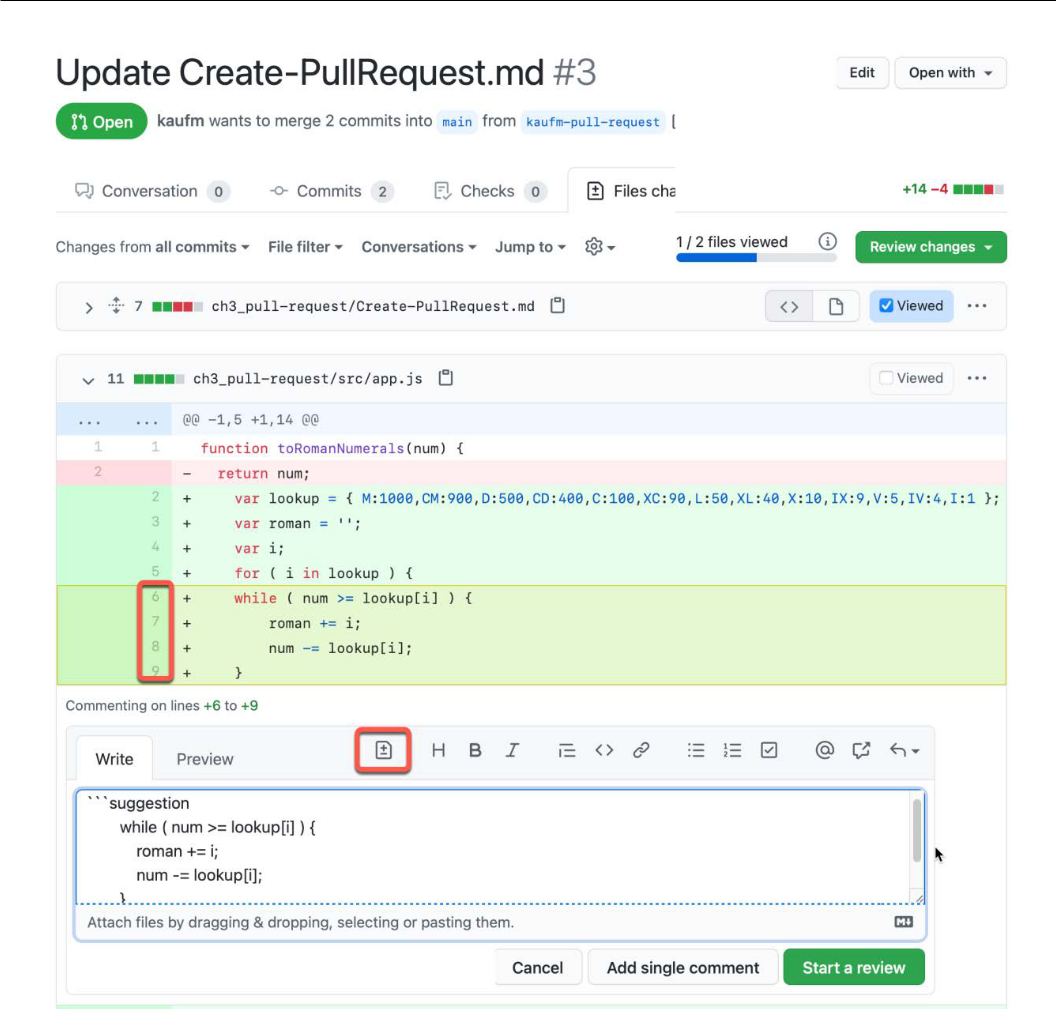 Update Create-PullRequest.md #3
Edit
Open with
Open
kaufm wants to merge 2 commits into main from kaufm-pull-request
Conversation 0
Commits 2
Checks 0
Files cha
+14 −4
Changes from all commits
File filter
Conversations
Jump to
1 / 2 files viewed
Review changes
7 ch3_pull-request/Create-PullRequest.md
Viewed
11 ch3_pull-request/src/app.js
Viewed
... ... @@ -1,5 +1,14 @@
1 1 function toRomanNumerals(num) {
2 - return num;
2 + var lookup = { M:1000,CM:900,D:500,CD:400,C:100,XC:90,L:50,XL:40,X:10,IX:9,V:5,IV:4,I:1 };
3 + var roman = '';
4 + var i;
5 + for ( i in lookup ) {
6 + while ( num >= lookup[i] ) {
7 + roman += i;
8 + num -= lookup[i];
9 + }
Commenting on lines +6 to +9
Write
Preview
H B I
```suggestion
while ( num >= lookup[i] ) {
roman += i;
num -= lookup[i];
}
Attach files by dragging & dropping, selecting or pasting them.
Cancel
Add single comment
Start a review